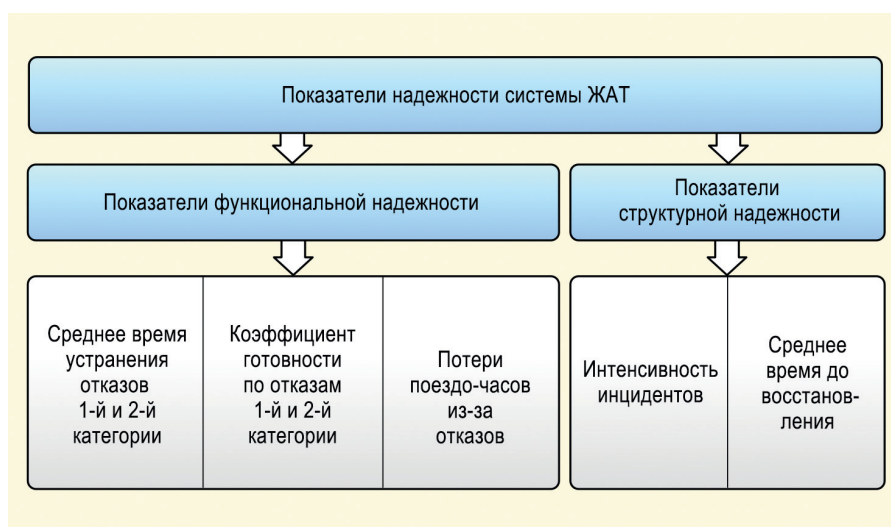 Показатели надежности системы ЖАТ
Показатели функциональной надежности
Показатели
структурной надежности
Среднее время
устранения
отказов
1-й и 2-й
категории
Коэффициент
готовности
по отказам
1-й и 2-й
категории
Потери
поездо-часов
из-за
отказов
Интенсивность
инцидентов
Среднее
время до
восстанов-
ления